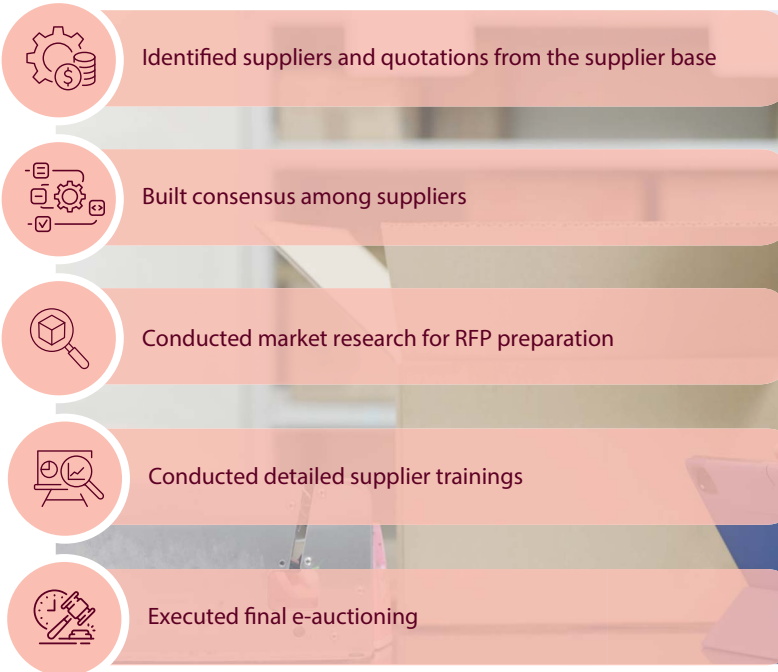 Identified suppliers and quotations from the supplier base
Built consensus among suppliers
Conducted market research for RFP preparation
Conducted detailed supplier trainings
Executed final e-auctioning